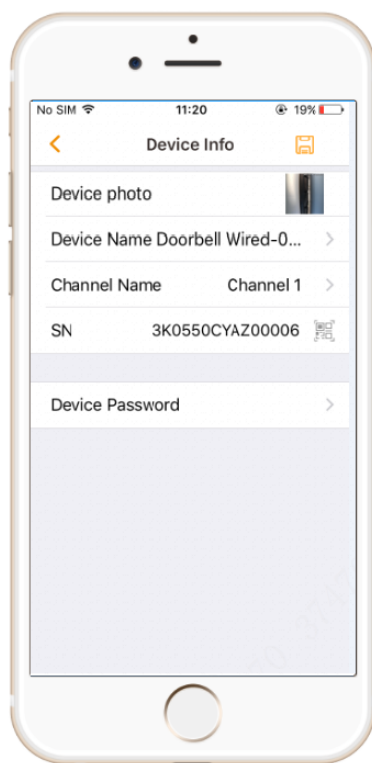 No SIM 11:20 19%
Device Info
Device photo
Device Name Doorbell Wired-0...
Channel Name Channel 1
SN 3K0550CYAZ00006
Device Password